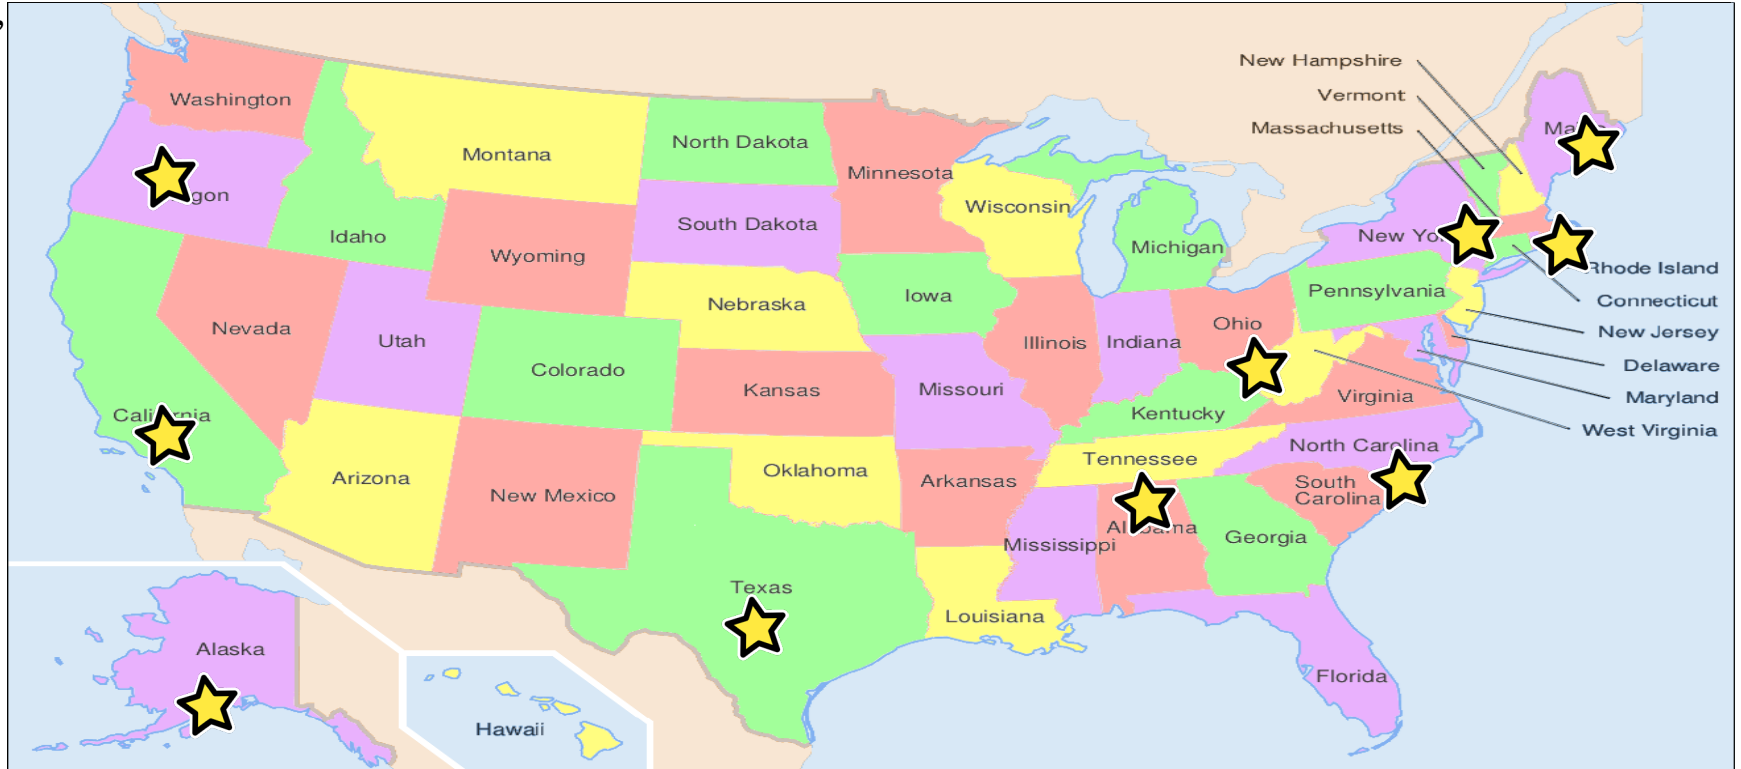 New Hampshire
Vermont
Massachusetts
Washington
Montana
North Dakota
Minnesota
South Dakota
Wisconsin
Idaho
Wyoming
Michigan
New Yo
Rhode Island
Connecticut
Nevada
Utah
Nebraska
Iowa
Illinois
Indiana
Ohio
Pennsylvania
New Jersey
Delaware
Maryland
West Virginia
California
Colorado
Kansas
Missouri
Kentucky
Virginia
Arizona
New Mexico
Oklahoma
Arkansas
Tennessee
North Carolina
South
Carolina
Mississippi
Alabama
Georgia
Texas
Louisiana
Florida
Alaska
Hawaii